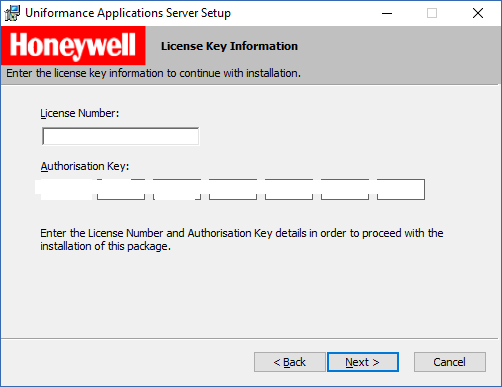 Uniformance Applications Server Setup
Honeywell
License Key Information
Enter the license key information to continue with installation.
License Number:
Authorisation Key:
Enter the License Number and Authorisation Key details in order to proceed with the
installation of this package.
< Back
Next >
Cancel